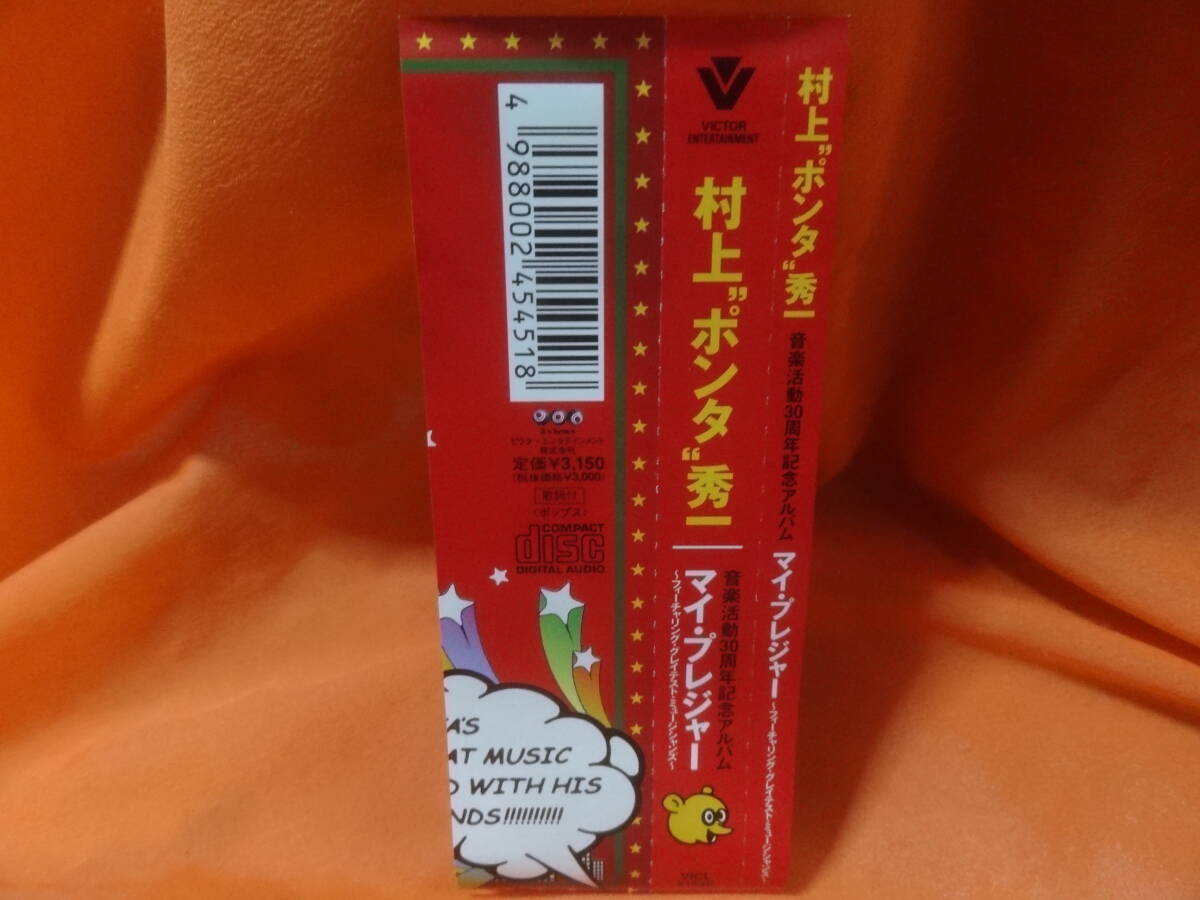 村上"ポンタ"秀一
音楽活動30周年記念アルバム
マイ・プレジャー
～フィーチャリング・グレイテスト・ミュージシャンズ～
VICTOR
ENTERTAINMENT
村上"ポンタ"秀一
音楽活動30周年記念アルバム
マイ・プレジャー
～フィーチャリング・グレイテスト・ミュージシャンズ～
VICL
4 988002 454518
ビクターエンタテインメント
株式会社
定価¥3,150
(税抜価格¥3,000)
歌詞付
(ポップス)
COMPACT
disc
DIGITAL AUDIO
A'S
AT MUSIC
D WITH HIS
NDS!!!!!!!!!!